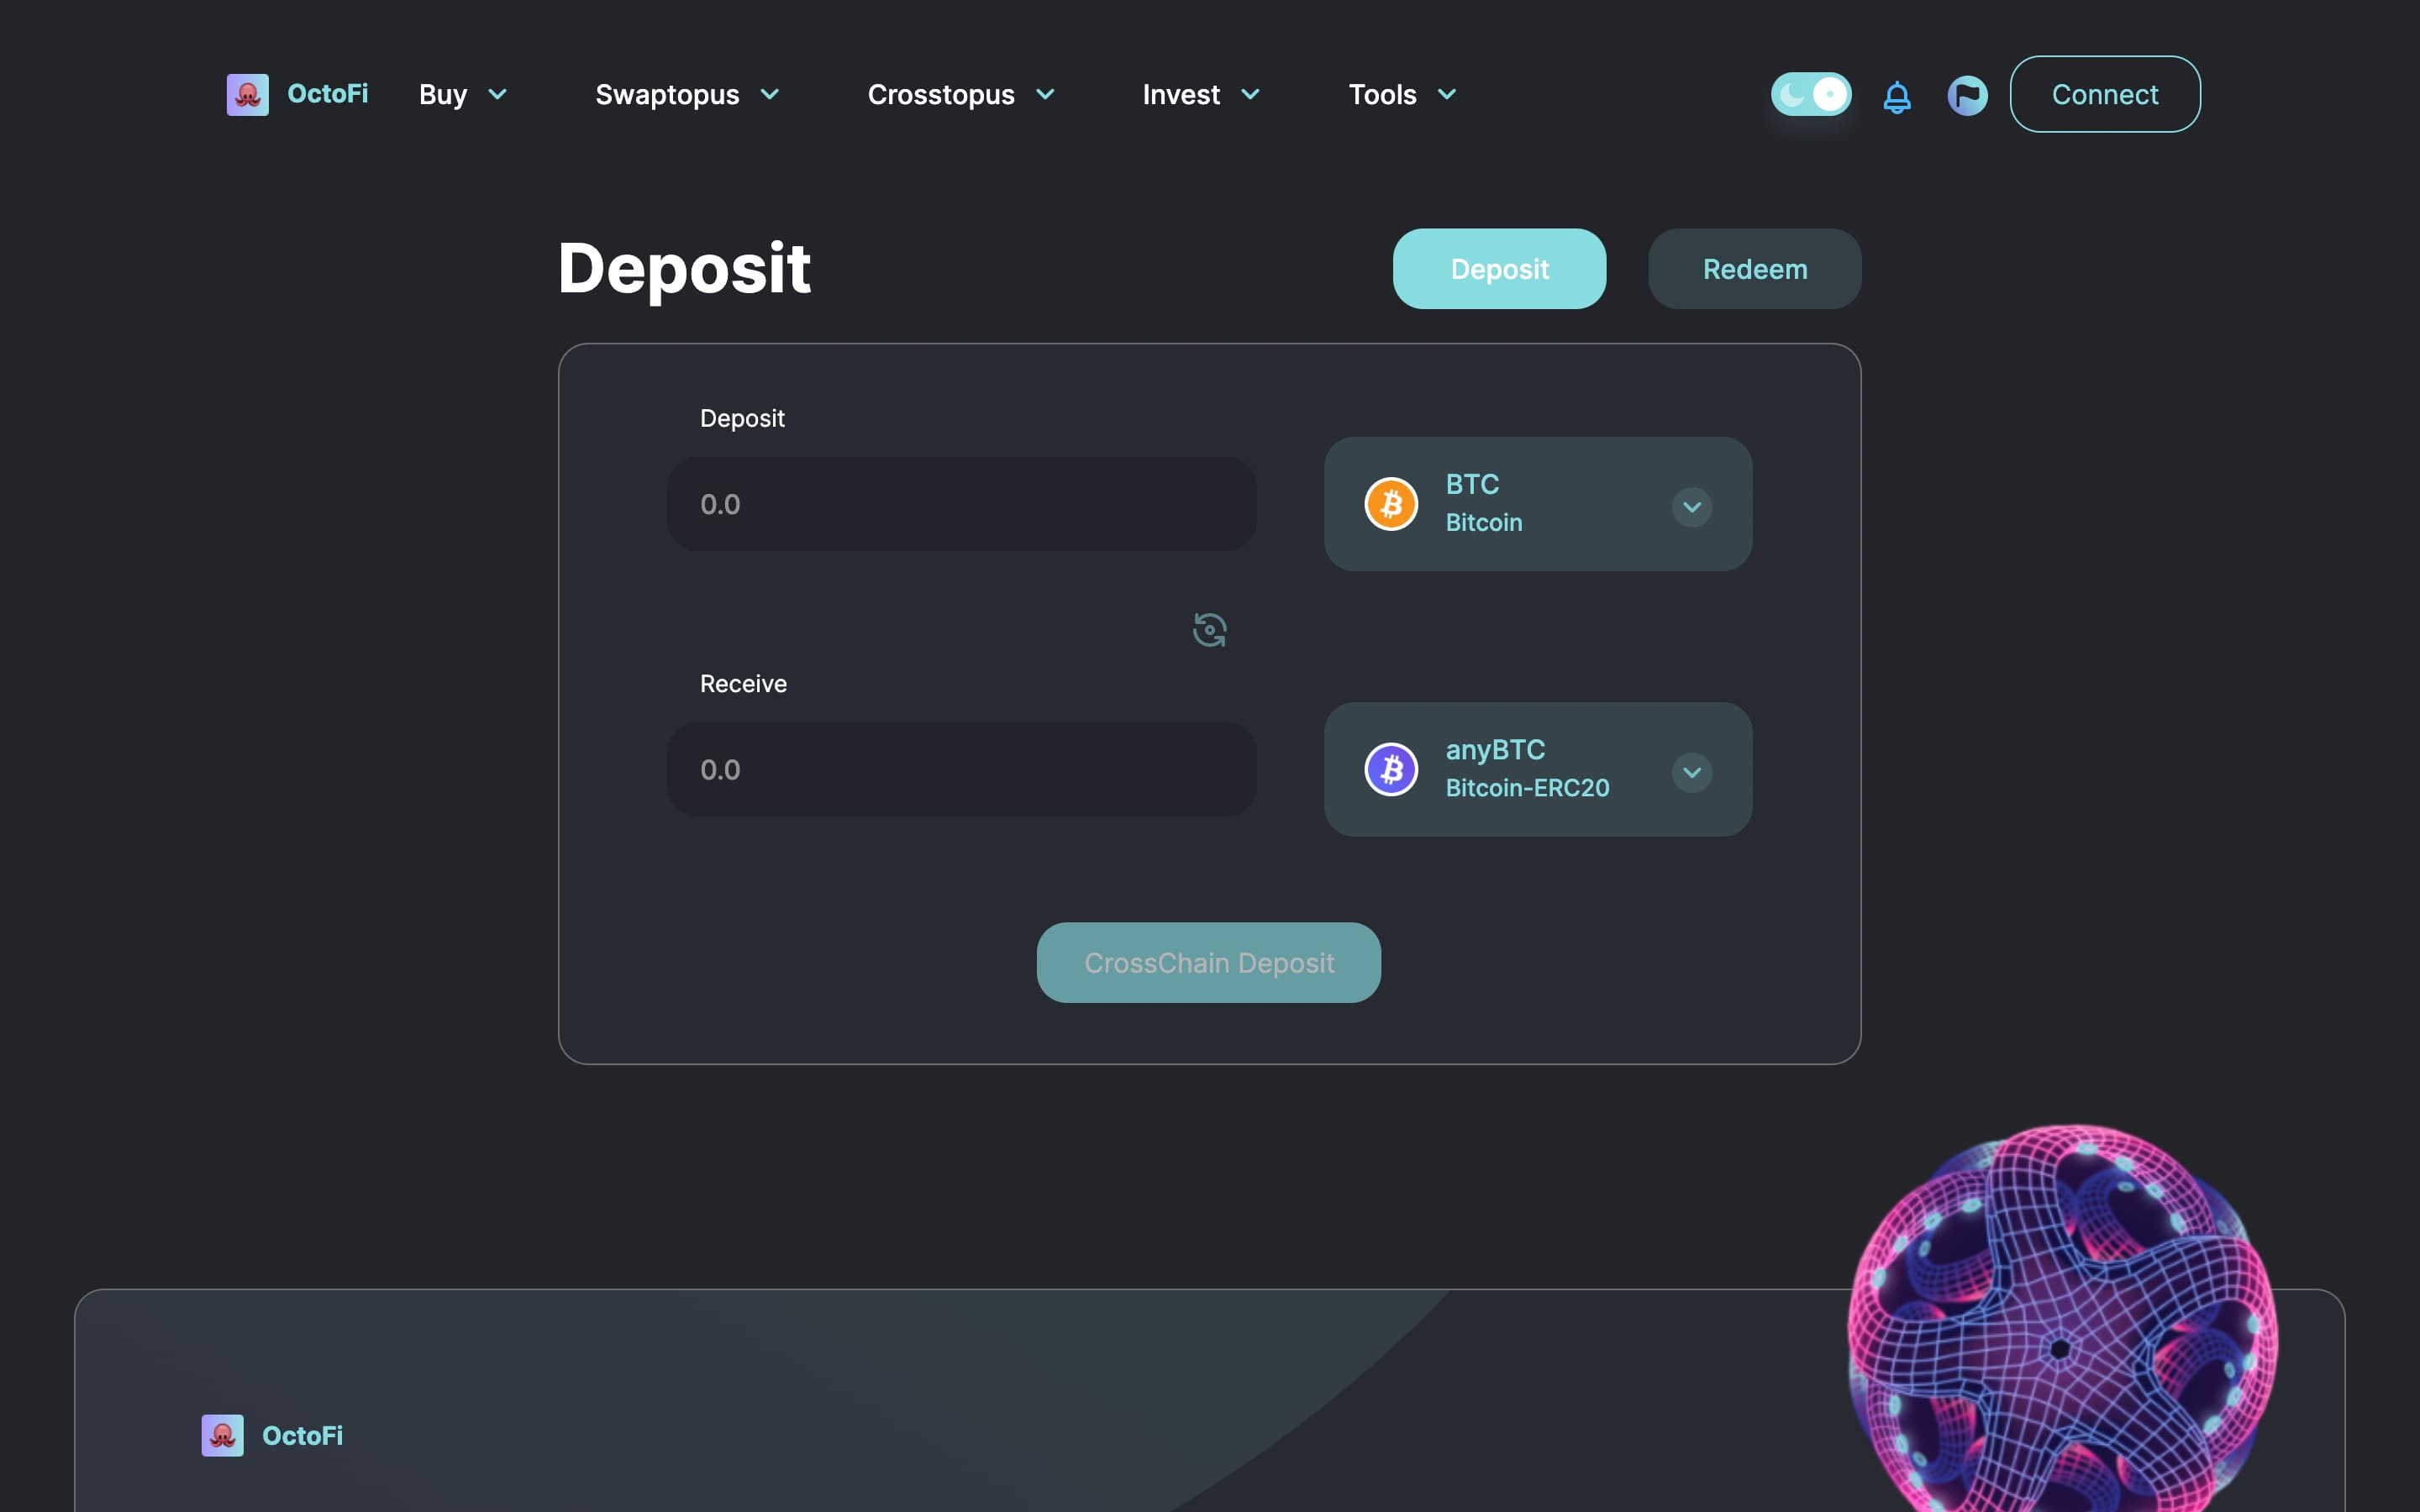 OctoFi
Buy
Swaptopus
Crosstopus
Invest
Tools
Connect
Deposit
Deposit
Redeem
Deposit
0.0
BTC
Bitcoin
Receive
0.0
anyBTC
Bitcoin-ERC20
CrossChain Deposit
OctoFi